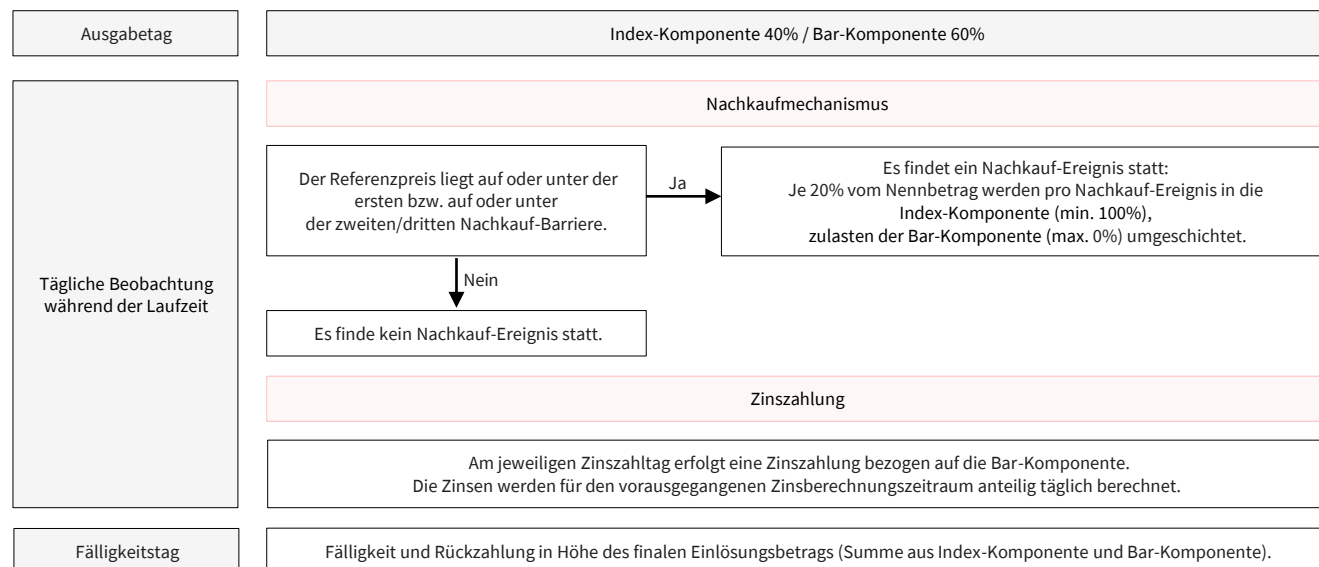 Ausgabetag
Index-Komponente 40% / Bar-Komponente 60%
Tägliche Beobachtung
während der Laufzeit
Nachkaufmechanismus
Der Referenzpreis liegt auf oder unter der
ersten bzw. auf oder unter
der zweiten/dritten Nachkauf-Barriere.
Ja
Es findet ein Nachkauf-Ereignis statt:
Je 20% vom Nennbetrag werden pro Nachkauf-Ereignis in die
Index-Komponente (min. 100%),
zulasten der Bar-Komponente (max. 0%) umgeschichtet.
Nein
Es finde kein Nachkauf-Ereignis statt.
Zinszahlung
Am jeweiligen Zinszahltag erfolgt eine Zinszahlung bezogen auf die Bar-Komponente.
Die Zinsen werden für den vorausgegangenen Zinsberechnungszeitraum anteilig täglich berechnet.
Fälligkeitstag
Fälligkeit und Rückzahlung in Höhe des finalen Einlösungsbetrags (Summe aus Index-Komponente und Bar-Komponente).